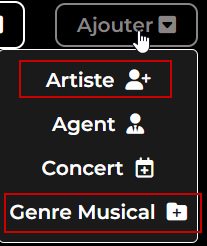 Ajouter
Artiste
Agent
Concert
Genre Musical